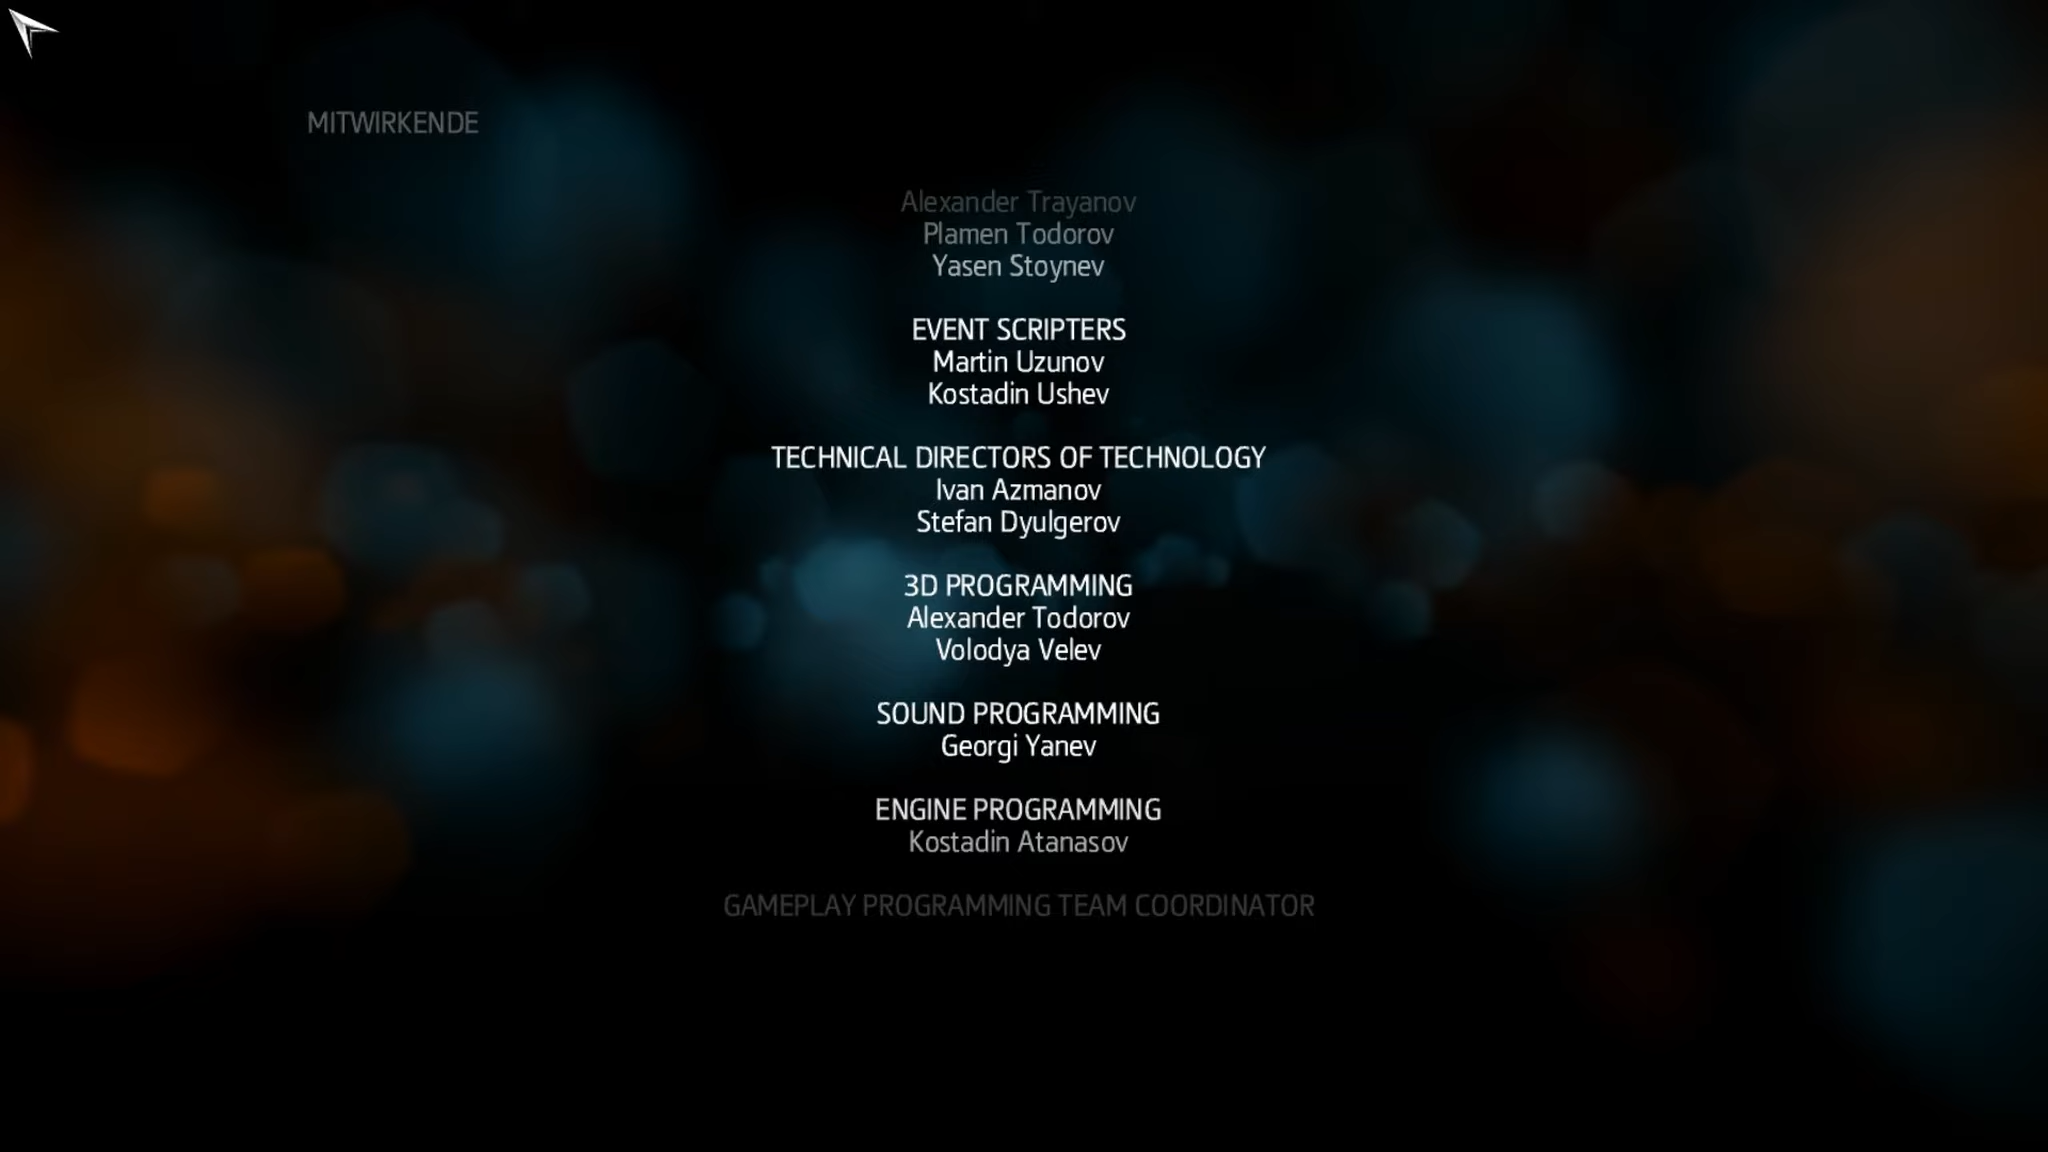 MITWIRKENDE
Alexander Trayanov
Plamen Todorov
Yasen Stoynev
EVENT SCRIPTERS
Martin Uzunov
Kostadin Ushev
TECHNICAL DIRECTORS OF TECHNOLOGY
Ivan Azmanov
Stefan Dyulgerov
3D PROGRAMMING
Alexander Todorov
Volodya Velev
SOUND PROGRAMMING
Georgi Yanev
ENGINE PROGRAMMING
Kostadin Atanasov
GAMEPLAY PROGRAMMING TEAM COORDINATOR